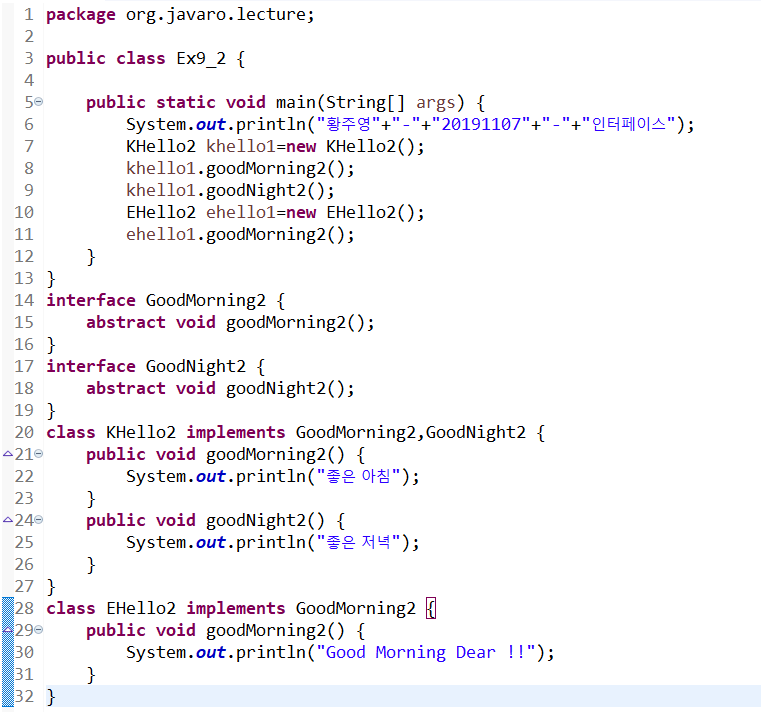 1 package org.javaro.lecture;
2
3 public class Ex9_2 {
4
5     public static void main(String[] args) {
6         System.out.println("황주영"+"-"+"20191107"+"-"+"인터페이스");
7         KHello2 khello1=new KHello2();
8         khello1.goodMorning2();
9         khello1.goodNight2();
10         EHello2 ehello1=new EHello2();
11         ehello1.goodMorning2();
12     }
13 }
14 interface GoodMorning2 {
15     abstract void goodMorning2();
16 }
17 interface GoodNight2 {
18     abstract void goodNight2();
19 }
20 class KHello2 implements GoodMorning2,GoodNight2 {
21     public void goodMorning2() {
22         System.out.println("좋은 아침");
23     }
24     public void goodNight2() {
25         System.out.println("좋은 저녁");
26     }
27 }
28 class EHello2 implements GoodMorning2 {
29     public void goodMorning2() {
30         System.out.println("Good Morning Dear !!");
31     }
32 }